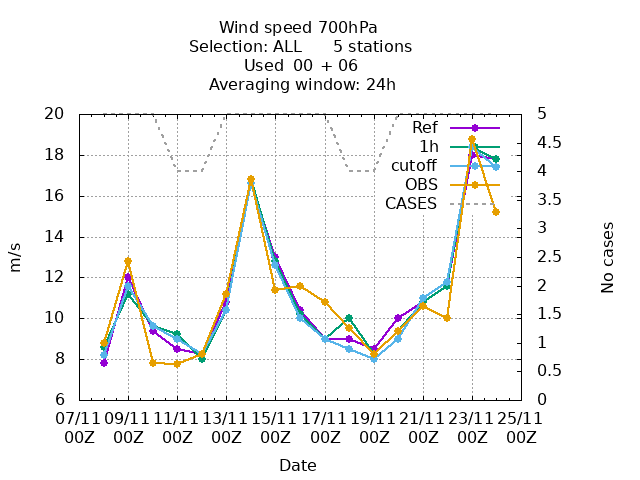 Wind speed 700hPa
Selection: ALL 5 stations
Used 00 + 06
Averaging window: 24h
20
18
16
14
12
10
8
6
m/s
5
4.5
4
3.5
3
2.5
2
1.5
1
0.5
0
No cases
Ref
1h
cutoff
OBS
CASES
07/11 09/11 11/11 13/11 15/11 17/11 19/11 21/11 23/11 25/11
00Z 00Z 00Z 00Z 00Z 00Z 00Z 00Z 00Z 00Z
Date